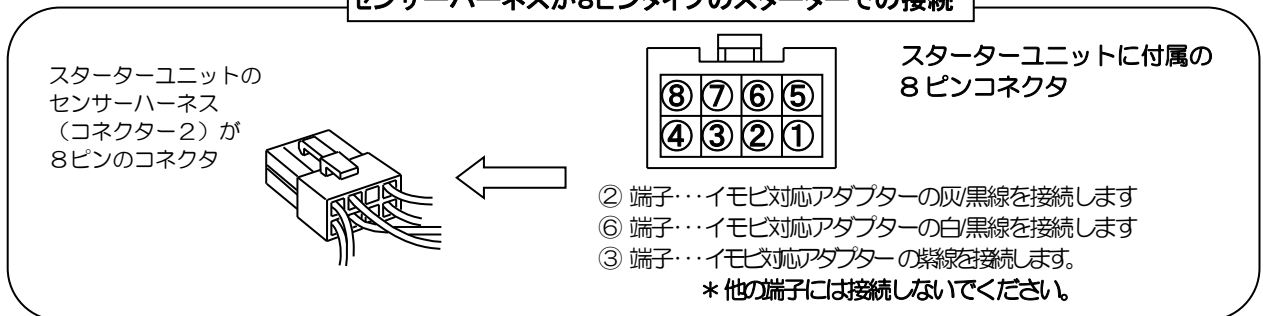 センサーハーネスが8ピンタイプのスターターでの接続
スターターユニットの
センサーハーネス
（コネクター２）が
８ピンのコネクタ
⑧⑦⑥⑤
④③②①
スターターユニットに付属の
８ピンコネクタ
② 端子･･･イモビ対応アダプターの灰/黒線を接続します
⑥ 端子･･･イモビ対応アダプターの白/黒線を接続します
③ 端子･･･イモビ対応アダプターの紫線を接続します。
＊他の端子には接続しないでください。